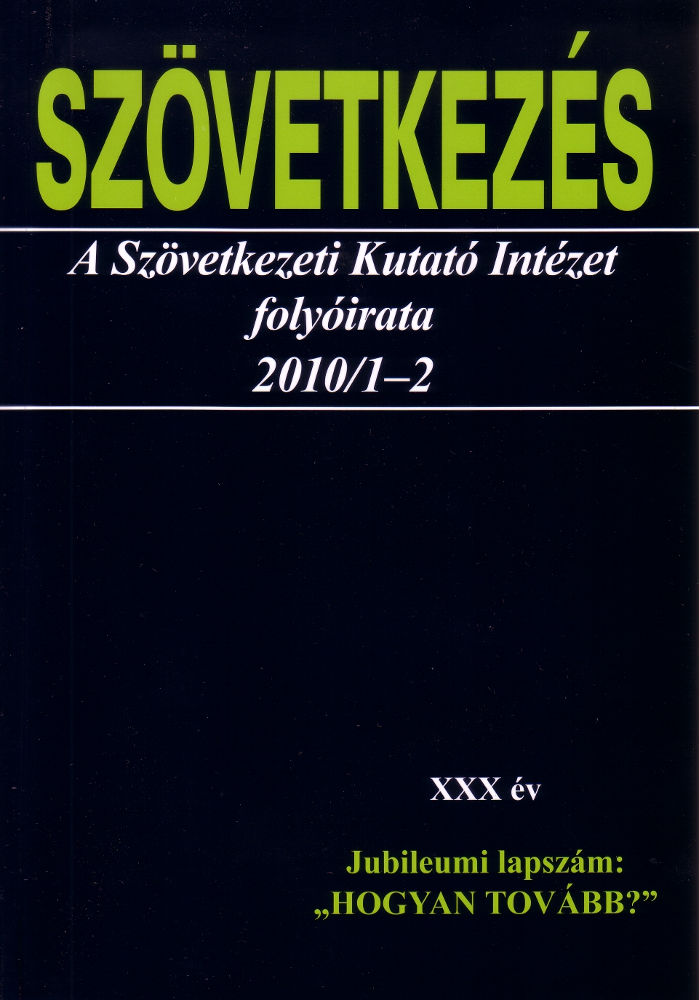 SZÖVETKEZÉS
A Szövetkezeti Kutató Intézet
folyóirata
2010/1–2
XXX év
Jubileumi lapszám:
„HOGYAN TOVÁBB?”